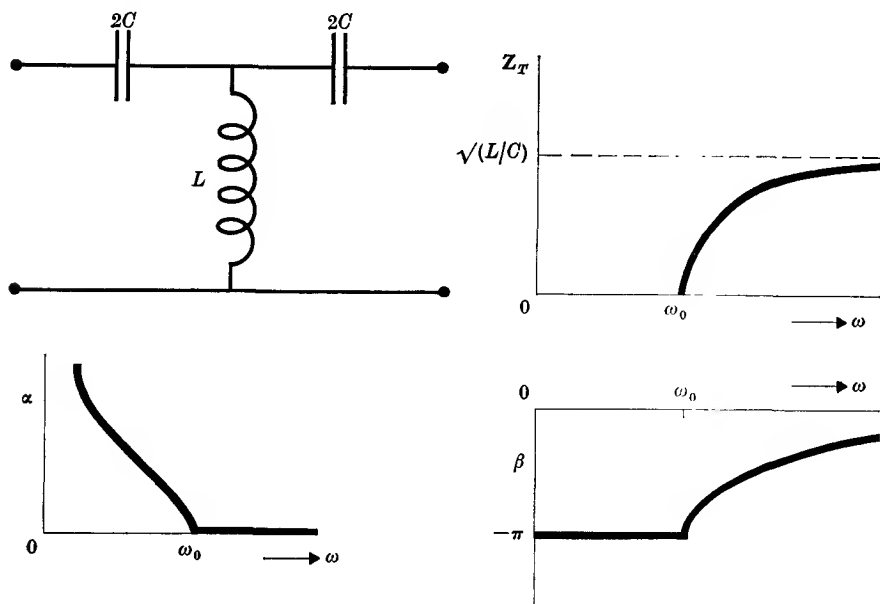 2C 2C
L
Z_T
√(L/C)
0 ω₀
→ ω
α
0 ω₀ → ω
0 ω₀ → ω
β
−π